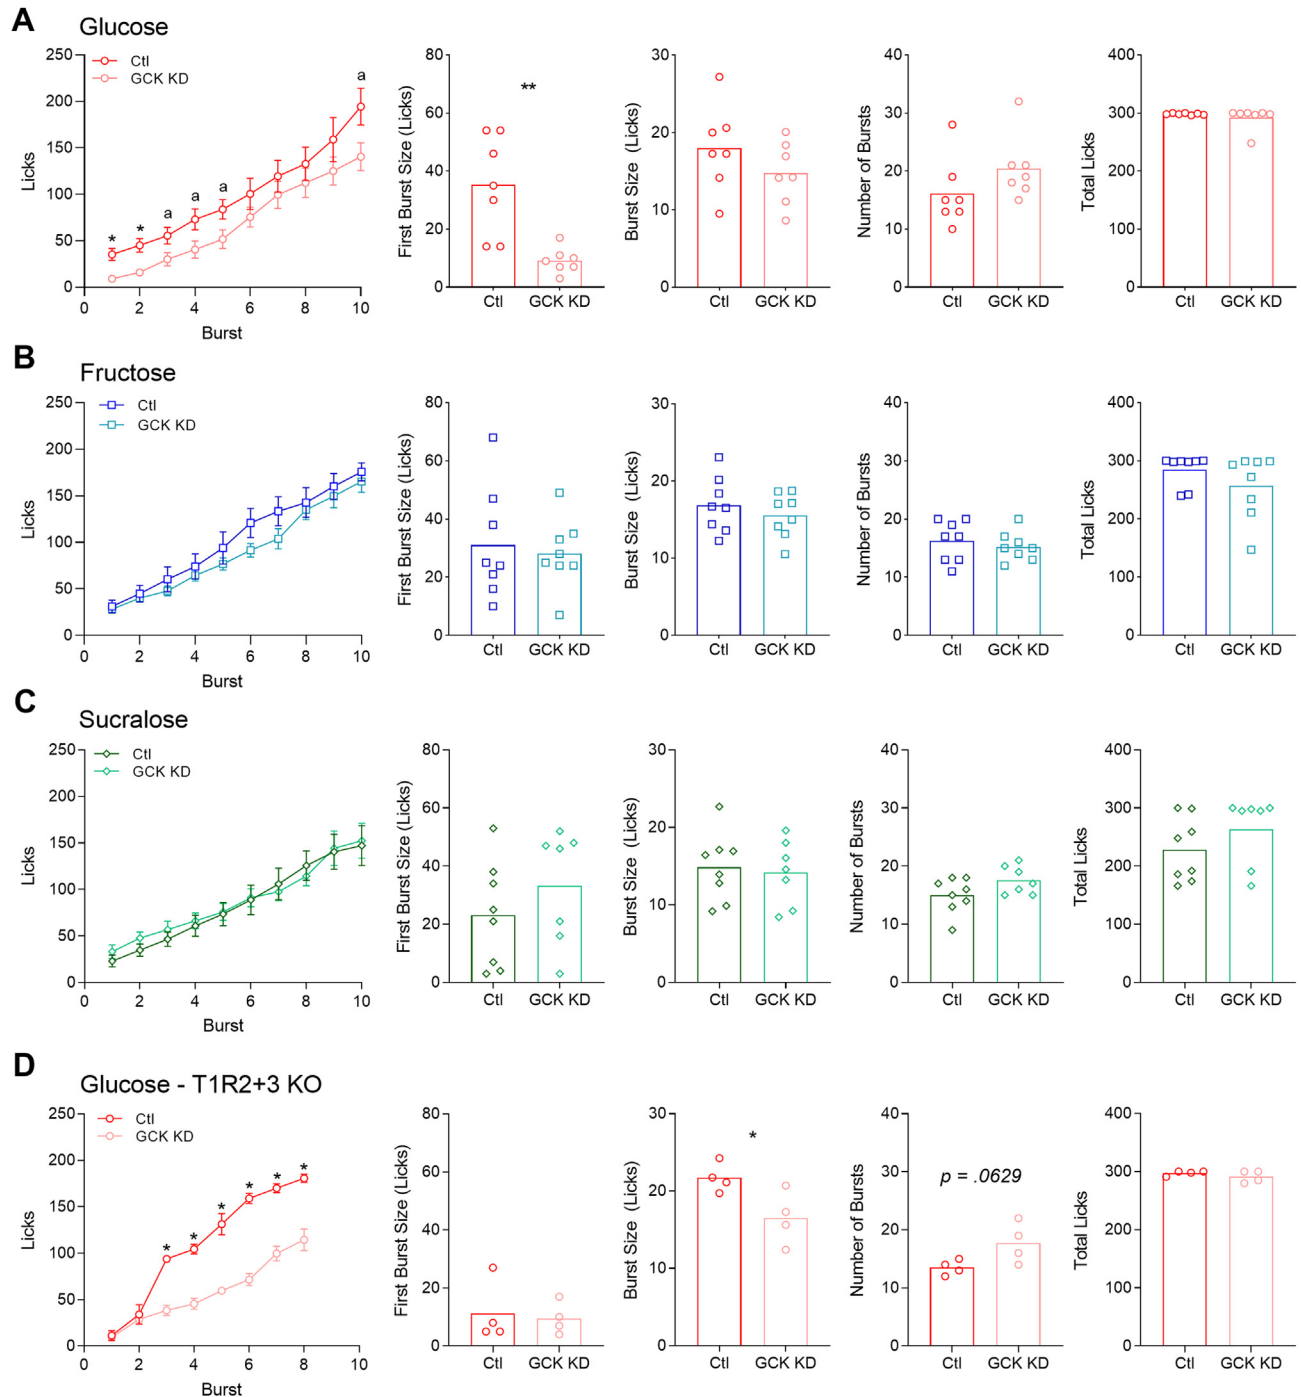 A
Glucose
Ctl
GCK KD
Licks
250
200
150
100
50
0
* * a a a a
0 2 4 6 8 10
Burst
First Burst Size (Licks)
80
60
40
20
0
**
Ctl GCK KD
Burst Size (Licks)
30
20
10
0
Ctl GCK KD
Number of Bursts
40
30
20
10
0
Ctl GCK KD
Total Licks
400
300
200
100
0
Ctl GCK KD
B
Fructose
Ctl
GCK KD
Licks
250
200
150
100
50
0
0 2 4 6 8 10
Burst
First Burst Size (Licks)
80
60
40
20
0
Ctl GCK KD
Burst Size (Licks)
30
20
10
0
Ctl GCK KD
Number of Bursts
40
30
20
10
0
Ctl GCK KD
Total Licks
400
300
200
100
0
Ctl GCK KD
C
Sucralose
Ctl
GCK KD
Licks
250
200
150
100
50
0
0 2 4 6 8 10
Burst
First Burst Size (Licks)
80
60
40
20
0
Ctl GCK KD
Burst Size (Licks)
30
20
10
0
Ctl GCK KD
Number of Bursts
40
30
20
10
0
Ctl GCK KD
Total Licks
400
300
200
100
0
Ctl GCK KD
D
Glucose - T1R2+3 KO
Ctl
GCK KD
Licks
250
200
150
100
50
0
* * * * * *
0 2 4 6 8 10
Burst
First Burst Size (Licks)
80
60
40
20
0
Ctl GCK KD
Burst Size (Licks)
30
20
10
0
*
Ctl GCK KD
Number of Bursts
40
30
20
10
0
p = .0629
Ctl GCK KD
Total Licks
400
300
200
100
0
Ctl GCK KD